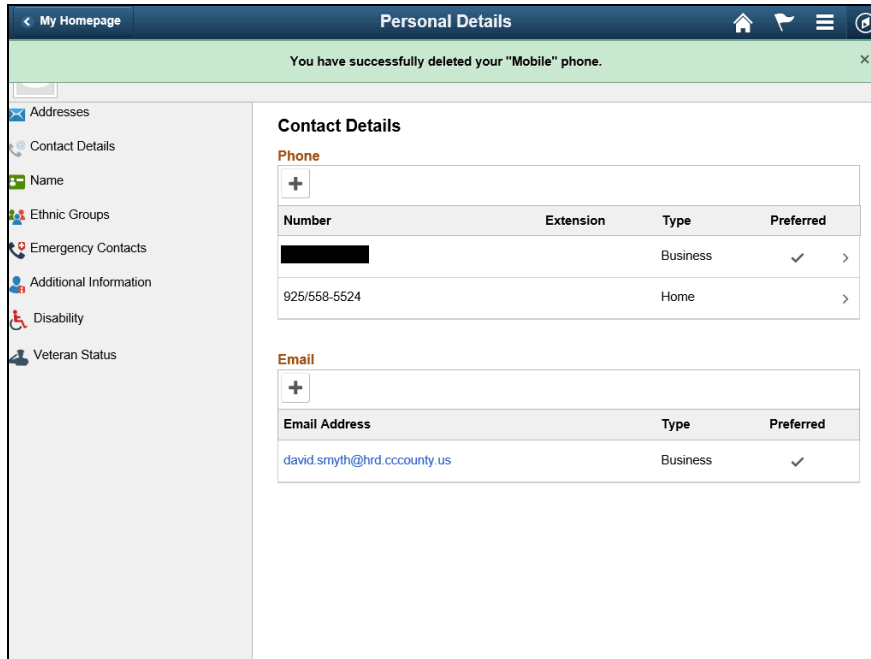 My Homepage
Personal Details
You have successfully deleted your "Mobile" phone.
Addresses
Contact Details
Name
Ethnic Groups
Emergency Contacts
Additional Information
Disability
Veteran Status
Contact Details
Phone
Number Extension Type Preferred
Business
925/558-5524 Home
Email
Email Address Type Preferred
david.smyth@hrd.cccounty.us Business